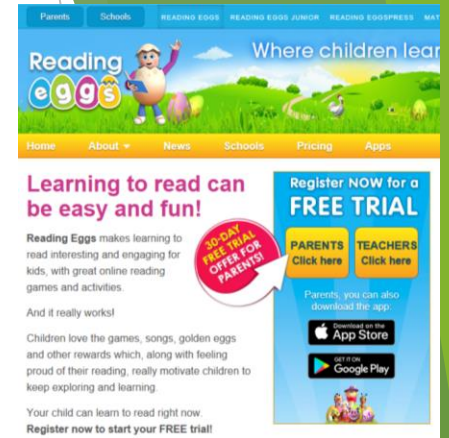 Parents Schools READING EGGS READING EGGS JUNIOR READING EGGSPRESS MAT
Reading
eggs
Where children lear
Home About News Schools Pricing Apps
Learning to read can
be easy and fun!
Reading Eggs makes learning to
read interesting and engaging for
kids, with great online reading
games and activities.
And it really works!
Children love the games, songs, golden eggs
and other rewards which, along with feeling
proud of their reading, really motivate children to
keep exploring and learning.
Your child can learn to read right now.
Register now to start your FREE trial!
30-DAY
FREE TRIAL
OFFER FOR
PARENTS!
Register NOW for a
FREE TRIAL
PARENTS
Click here
TEACHERS
Click here
Parents, you can also
download the app:
Download on the
App Store
GET IT ON
Google Play